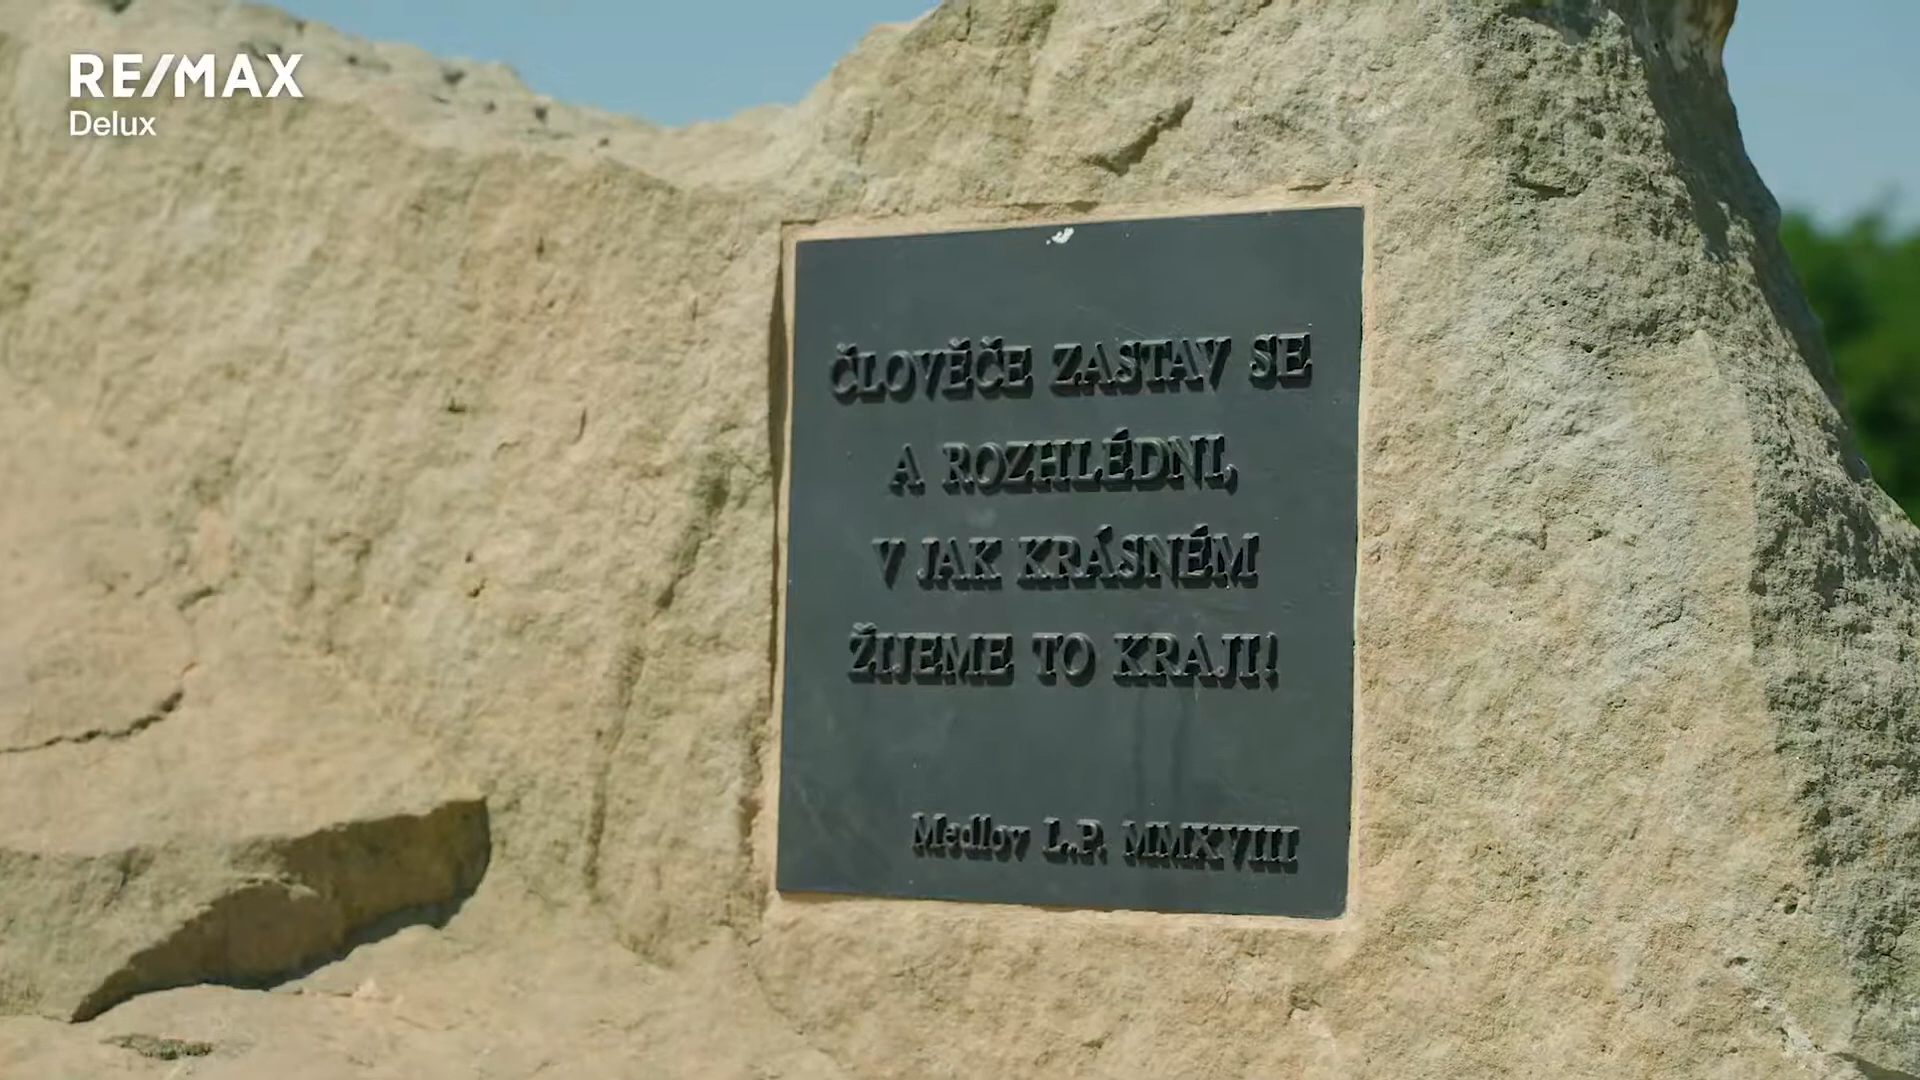 RE/MAX
Delux
ČLOVĚČE ZASTAV SE
A ROZHLÉDNI,
V JAK KRÁSNÉM
ŽIJEME TO KRAJI!
Medlov L.P. MMXVIII